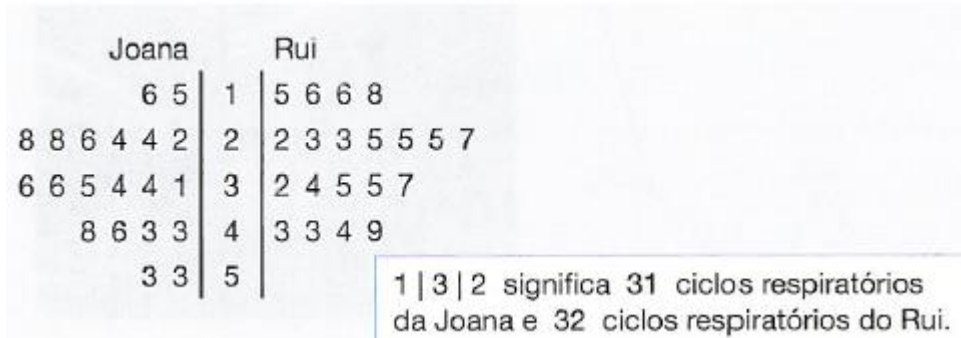 Joana Rui
6 5 | 1 | 5 6 6 8
8 8 6 4 4 2 | 2 | 2 3 3 5 5 5 7
6 6 5 4 4 1 | 3 | 2 4 5 5 7
8 6 3 3 | 4 | 3 3 4 9
3 3 | 5 |
1 | 3 | 2 significa 31 ciclos respiratórios
da Joana e 32 ciclos respiratórios do Rui.